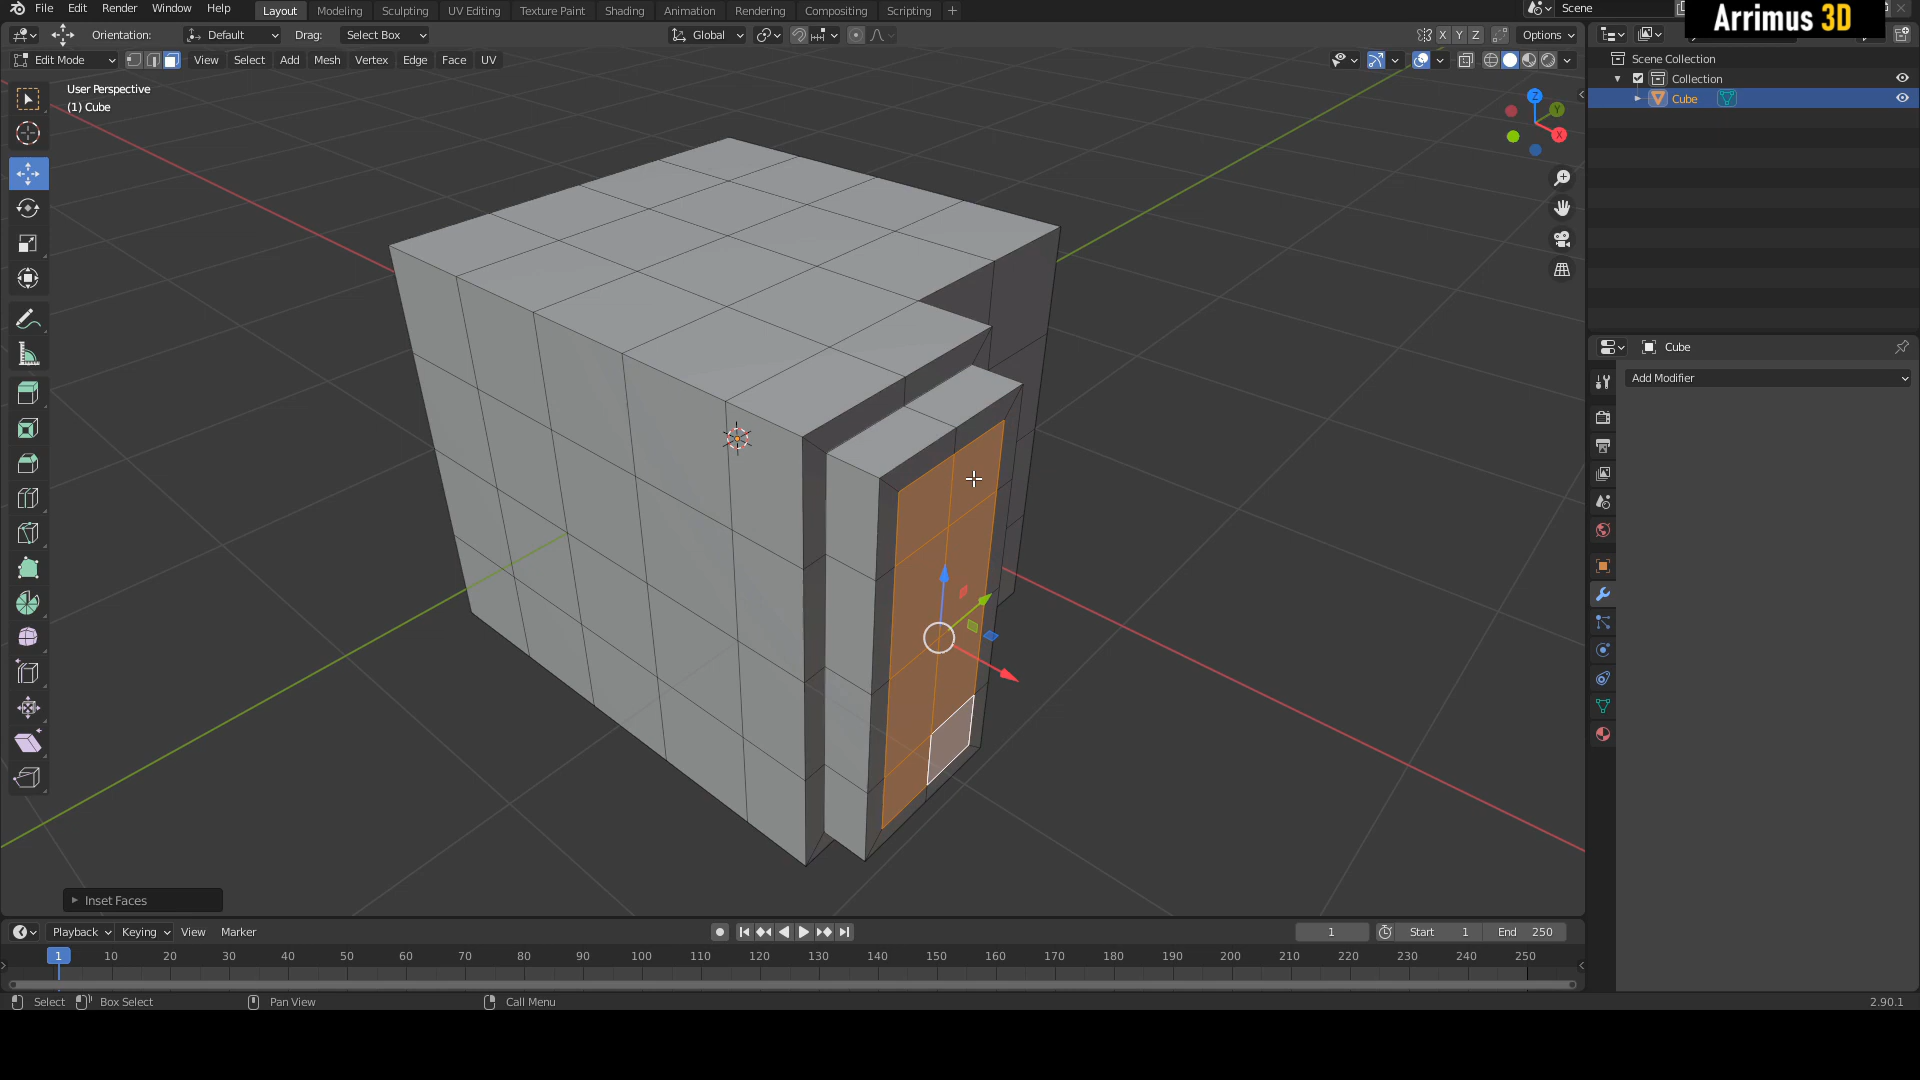 File Edit Render Window Help Layout Modeling Sculpting UV Editing Texture Paint Shading Animation Rendering Compositing Scripting + Scene Arrimus 3D
Orientation: Default Drag: Select Box Global X Y Z Options
Edit Mode View Select Add Mesh Vertex Edge Face UV
Scene Collection
Collection
Cube
User Perspective
(1) Cube
Z
Y
X
Cube
Add Modifier
Inset Faces
Playback Keying View Marker 1 Start 1 End 250
1 10 20 30 40 50 60 70 80 90 100 110 120 130 140 150 160 170 180 190 200 210 220 230 240 250
Select Box Select Pan View Call Menu 2.90.1